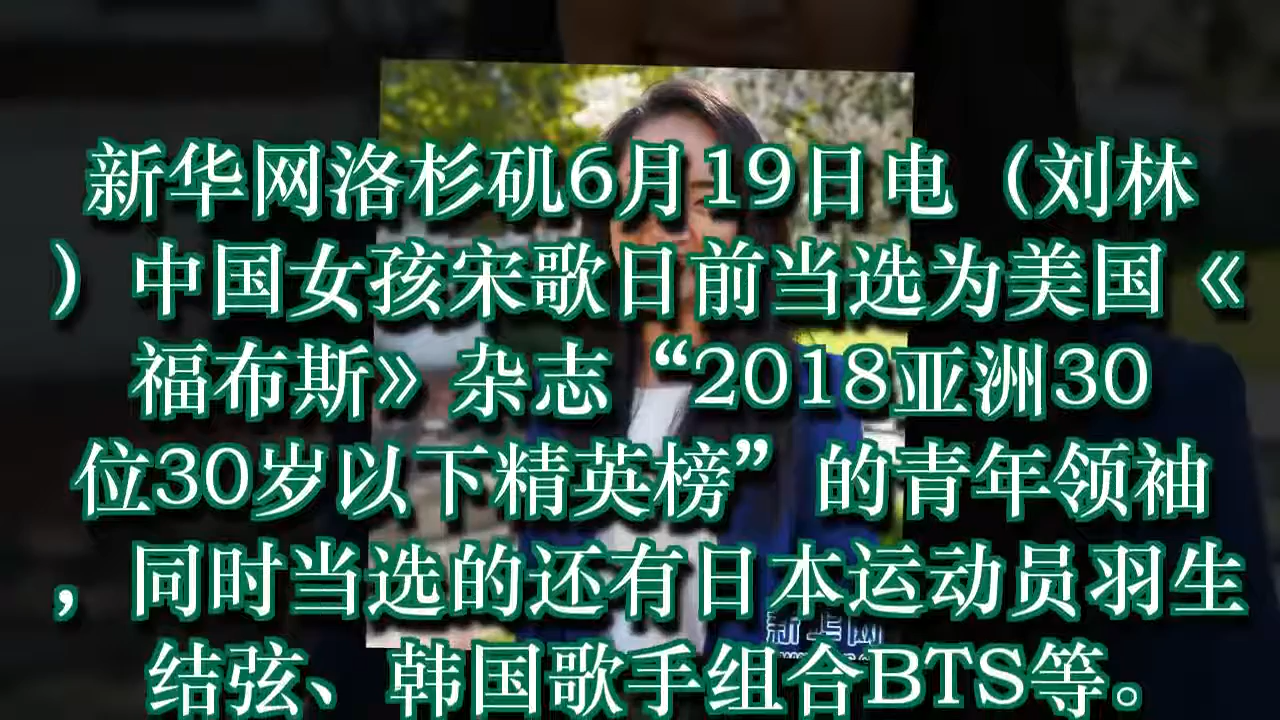 新华网洛杉矶6月19日电（刘林
）中国女孩宋歌日前当选为美国《
福布斯》杂志“2018亚洲30
位30岁以下精英榜”的青年领袖
，同时当选的还有日本运动员羽生
结弦、韩国歌手组合BTS等。
新华网